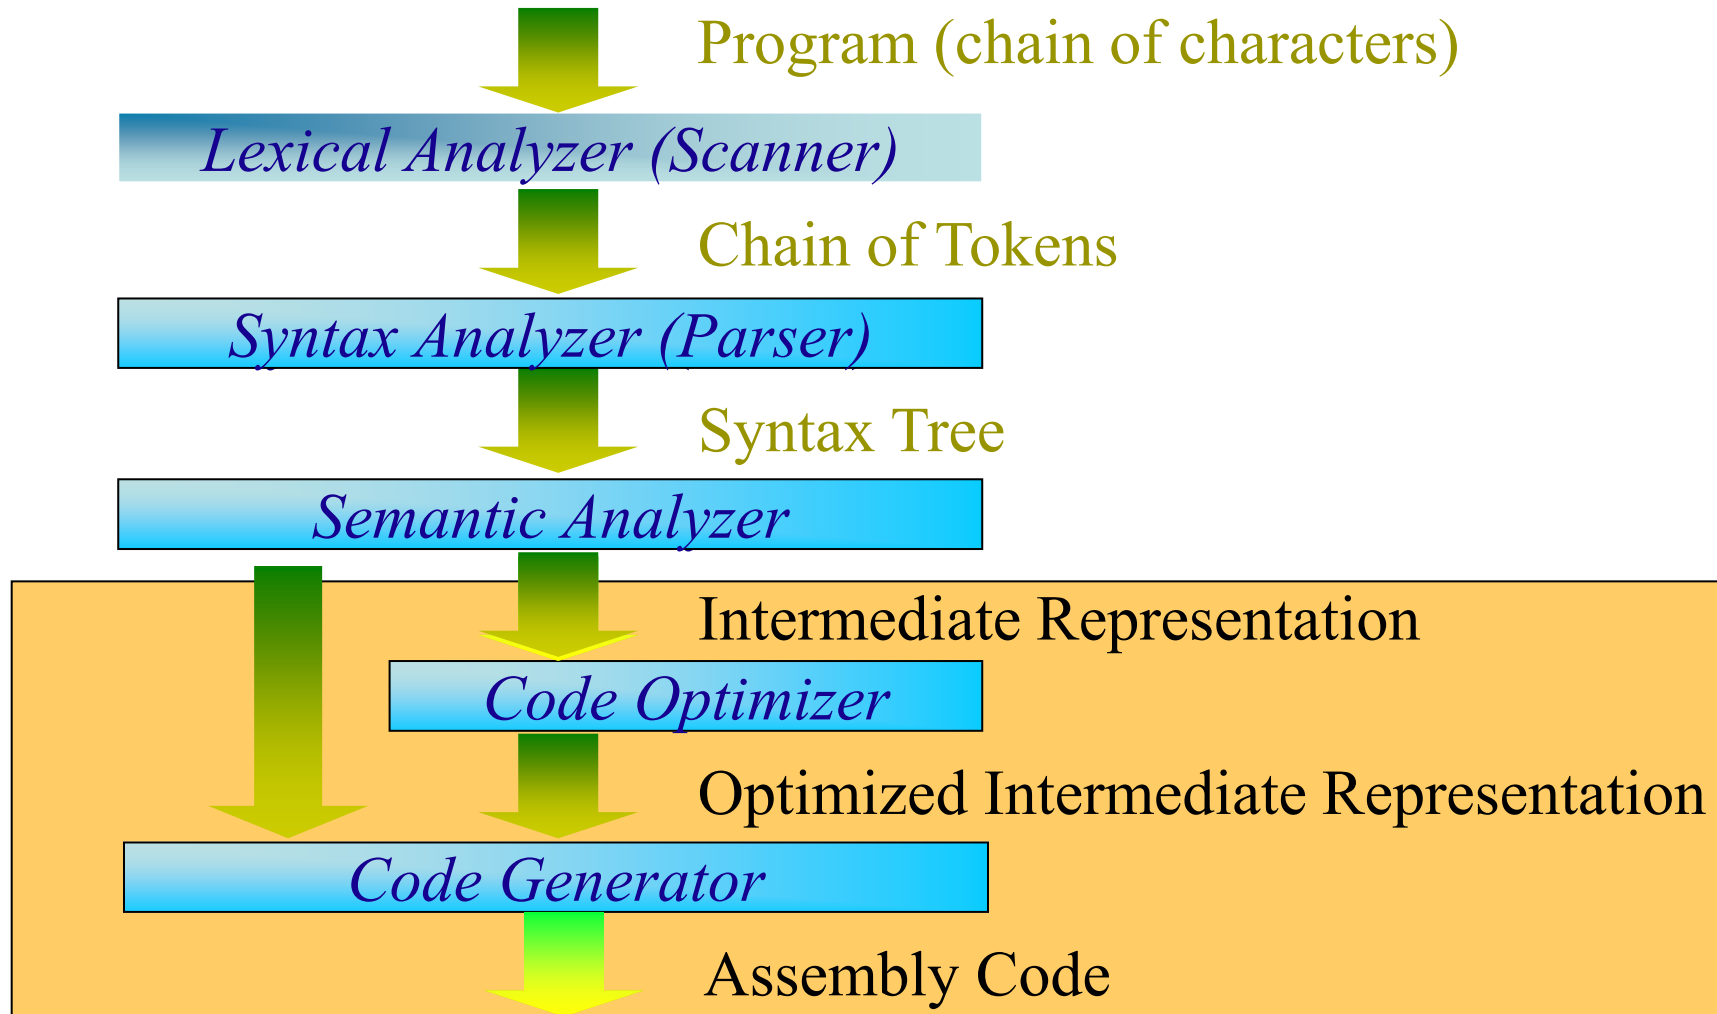 Program (chain of characters)
Lexical Analyzer (Scanner)
Chain of Tokens
Syntax Analyzer (Parser)
Syntax Tree
Semantic Analyzer
Intermediate Representation
Code Optimizer
Optimized Intermediate Representation
Code Generator
Assembly Code